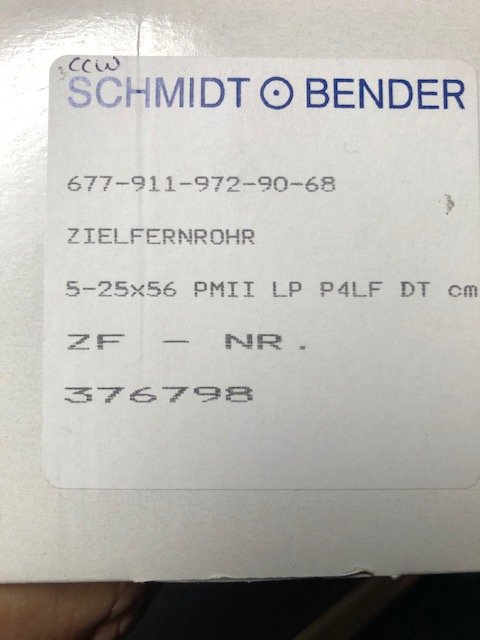 CCW
SCHMIDT BENDER
677-911-972-90-68
ZIELFERNROHR
5-25x56 PMII LP P4LF DT cm
ZF - NR.
376798